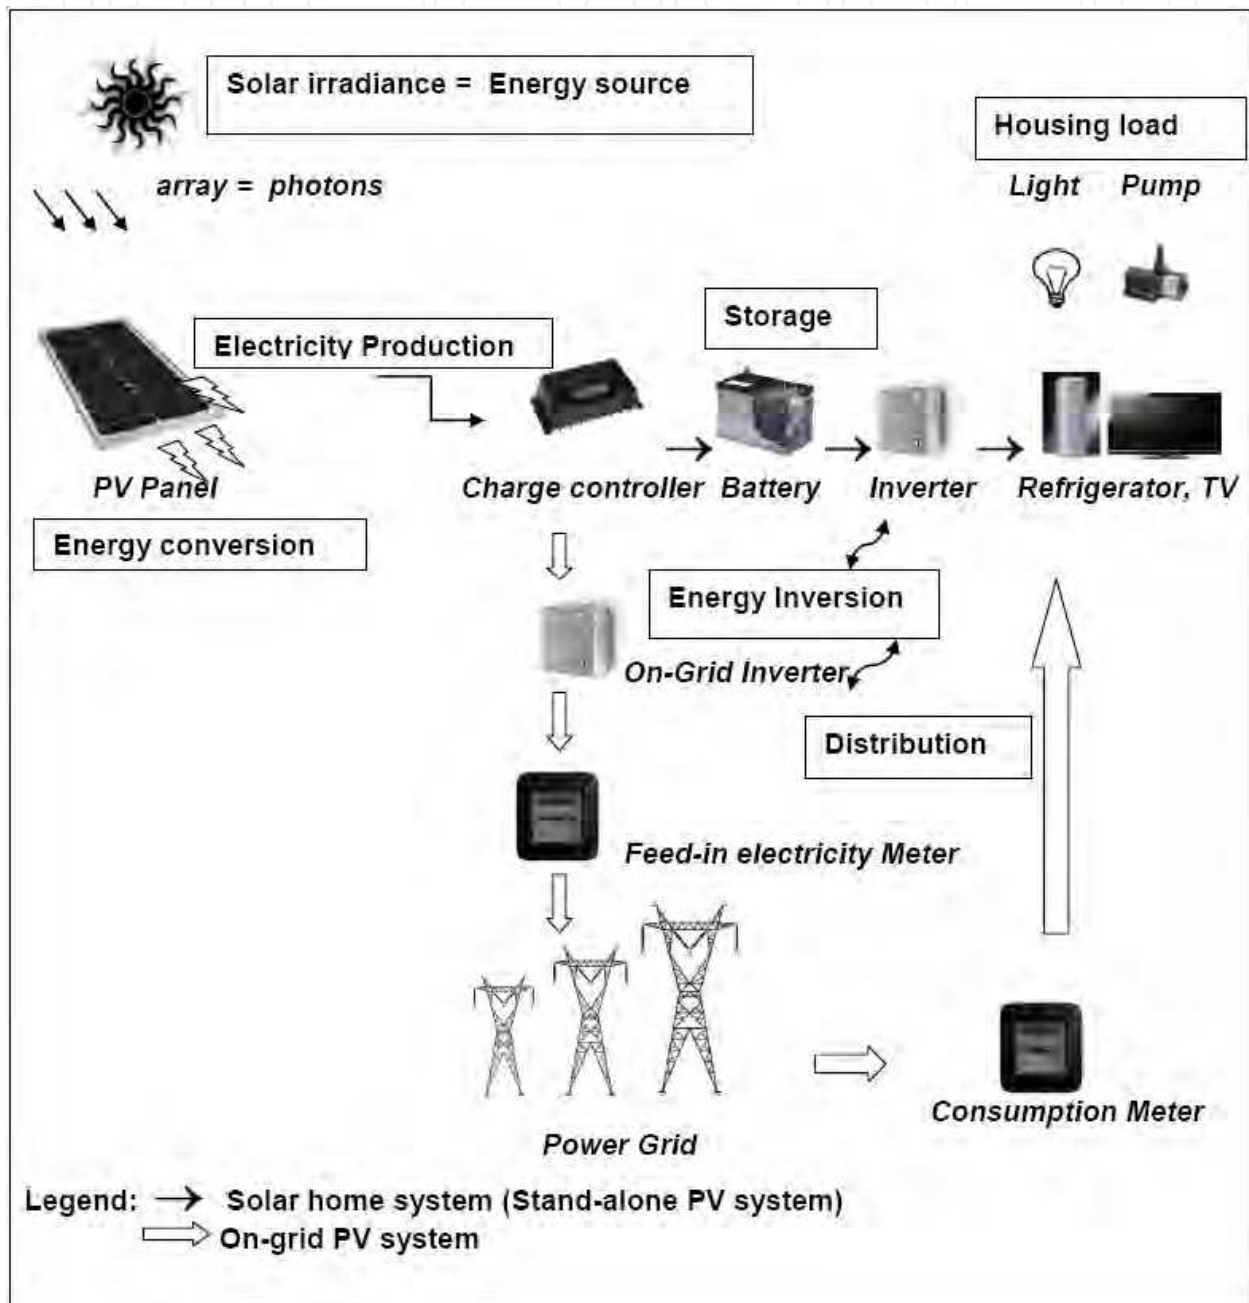 Solar irradiance = Energy source
Housing load
array = photons
Light Pump
Storage
Electricity Production
PV Panel
Charge controller Battery Inverter Refrigerator, TV
Energy conversion
Energy Inversion
On-Grid Inverter
Distribution
Feed-in electricity Meter
Consumption Meter
Power Grid
Legend: Solar home system (Stand-alone PV system)
On-grid PV system